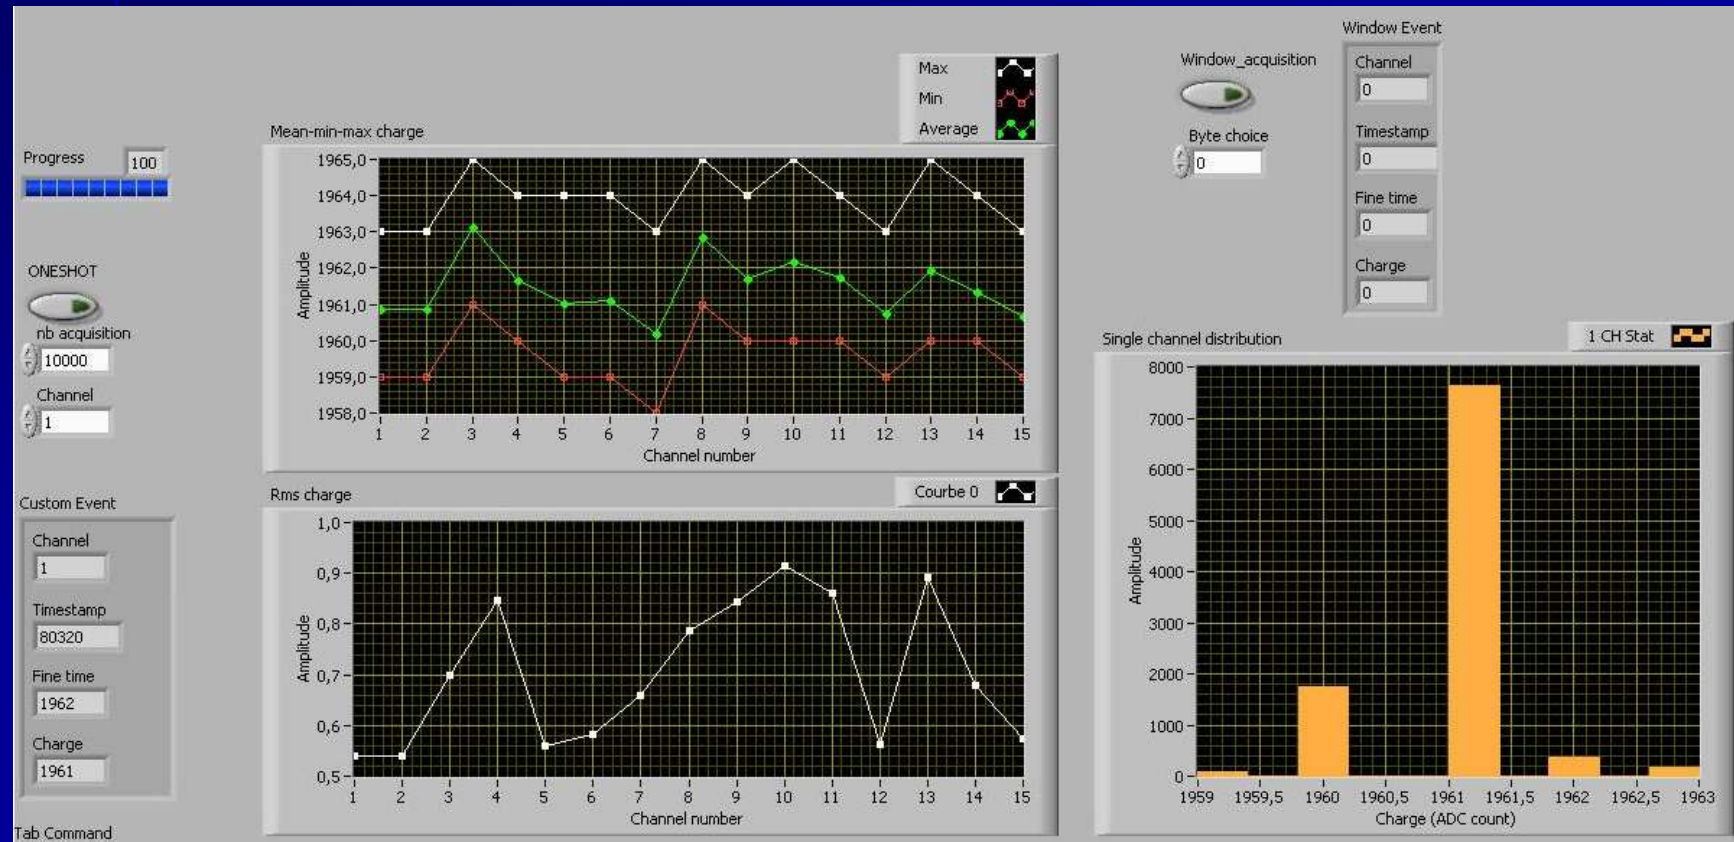 Progress
100
ONESHOT
nb acquisition
10000
Channel
1
Custom Event
Channel
1
Timestamp
80320
Fine time
1962
Charge
1961
Tab Command
Max
Min
Average
Mean-min-max charge
1965,0
1964,0
1963,0
1962,0
1961,0
1960,0
1959,0
1958,0
Amplitude
1 2 3 4 5 6 7 8 9 10 11 12 13 14 15
Channel number
Rms charge
Courbe 0
1,0
0,9
0,8
0,7
0,6
0,5
Amplitude
1 2 3 4 5 6 7 8 9 10 11 12 13 14 15
Channel number
Window_acquisition
Byte choice
0
Window Event
Channel
0
Timestamp
0
Fine time
0
Charge
0
Single channel distribution
1 CH Stat
8000
7000
6000
5000
4000
3000
2000
1000
0
Amplitude
1959 1959,5 1960 1960,5 1961 1961,5 1962 1962,5 1963
Charge (ADC count)